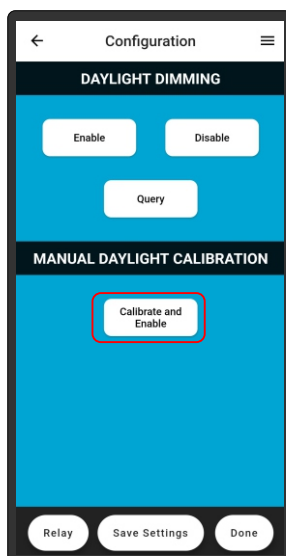 Configuration
DAYLIGHT DIMMING
Enable
Disable
Query
MANUAL DAYLIGHT CALIBRATION
Calibrate and
Enable
Relay
Save Settings
Done